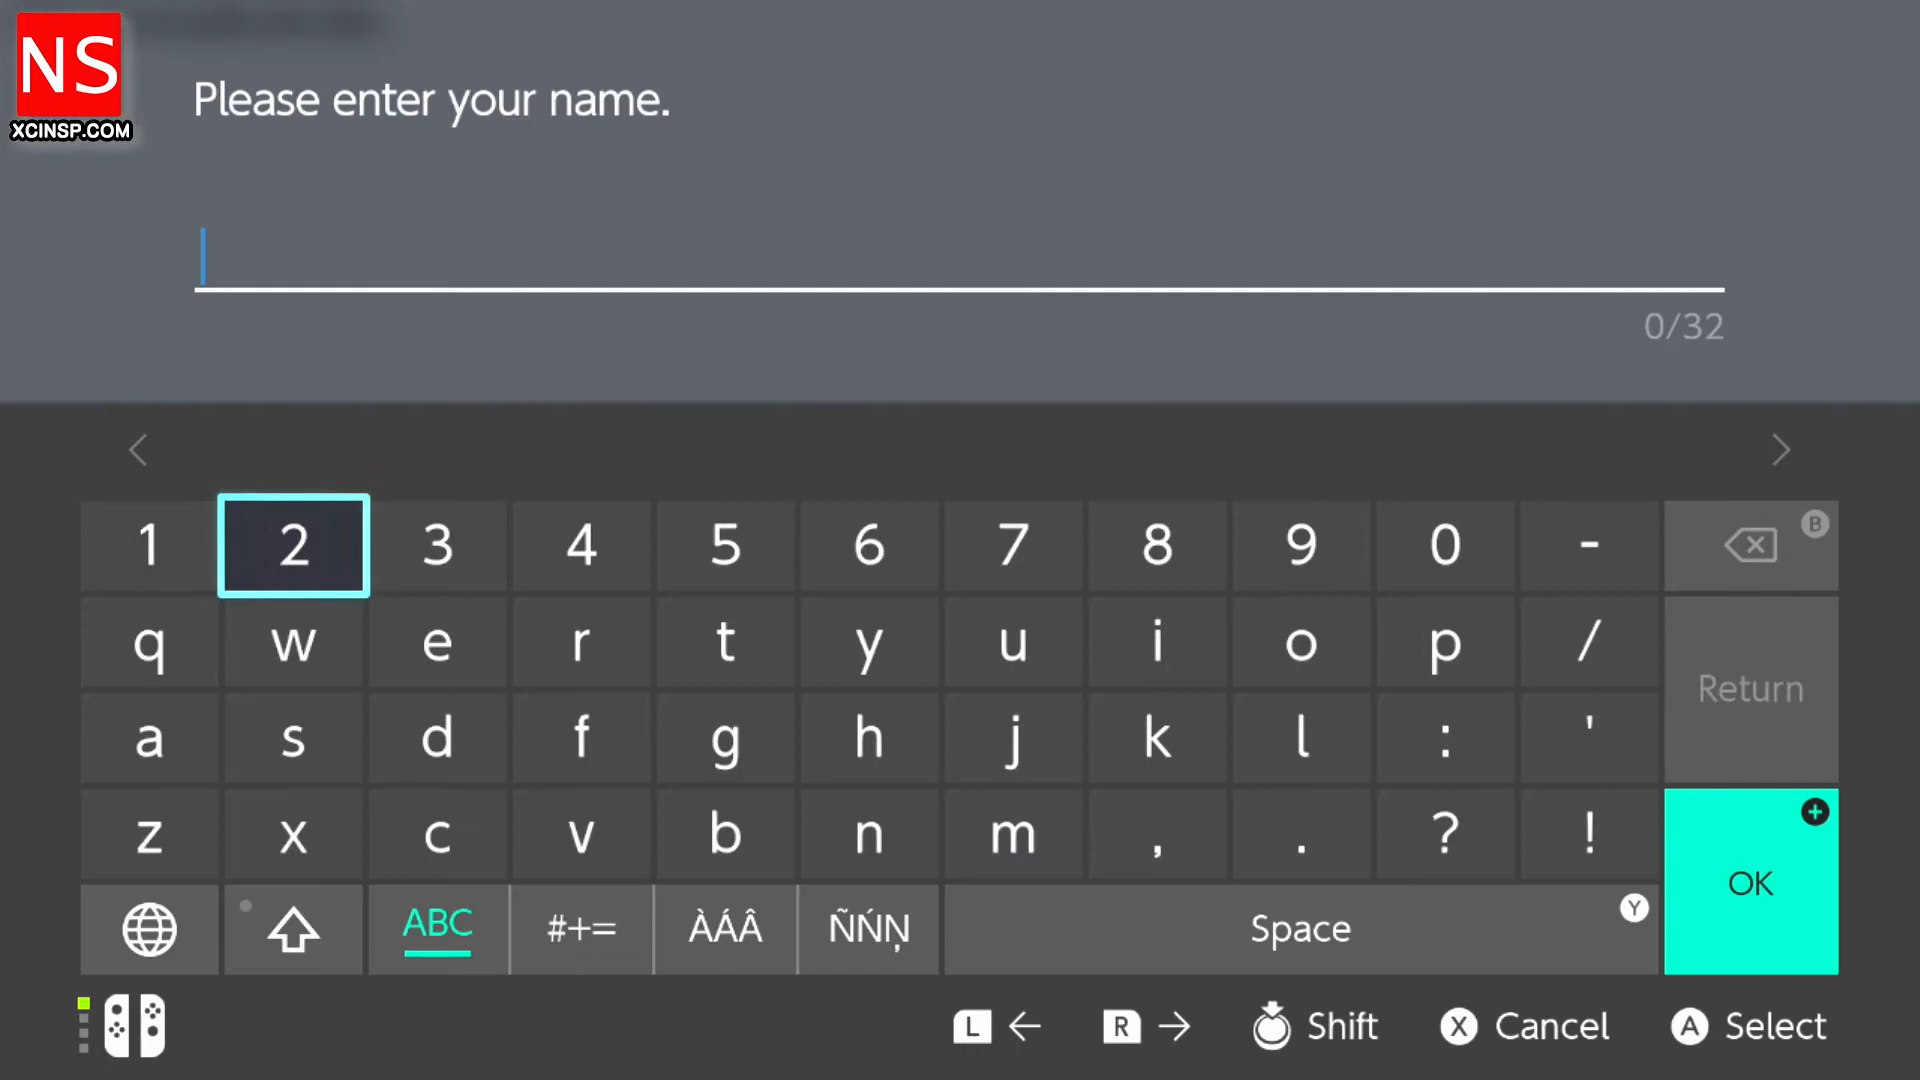 NS
XCINSP.COM
Please enter your name.
0/32
1 2 3 4 5 6 7 8 9 0 -
B
q w e r t y u i o p /
Return
a s d f g h j k l : '
z x c v b n m , . ? !
+
OK
ABC #+= ÀÁÂ ÑŃŅ Space Y
L ← R → Shift X Cancel A Select